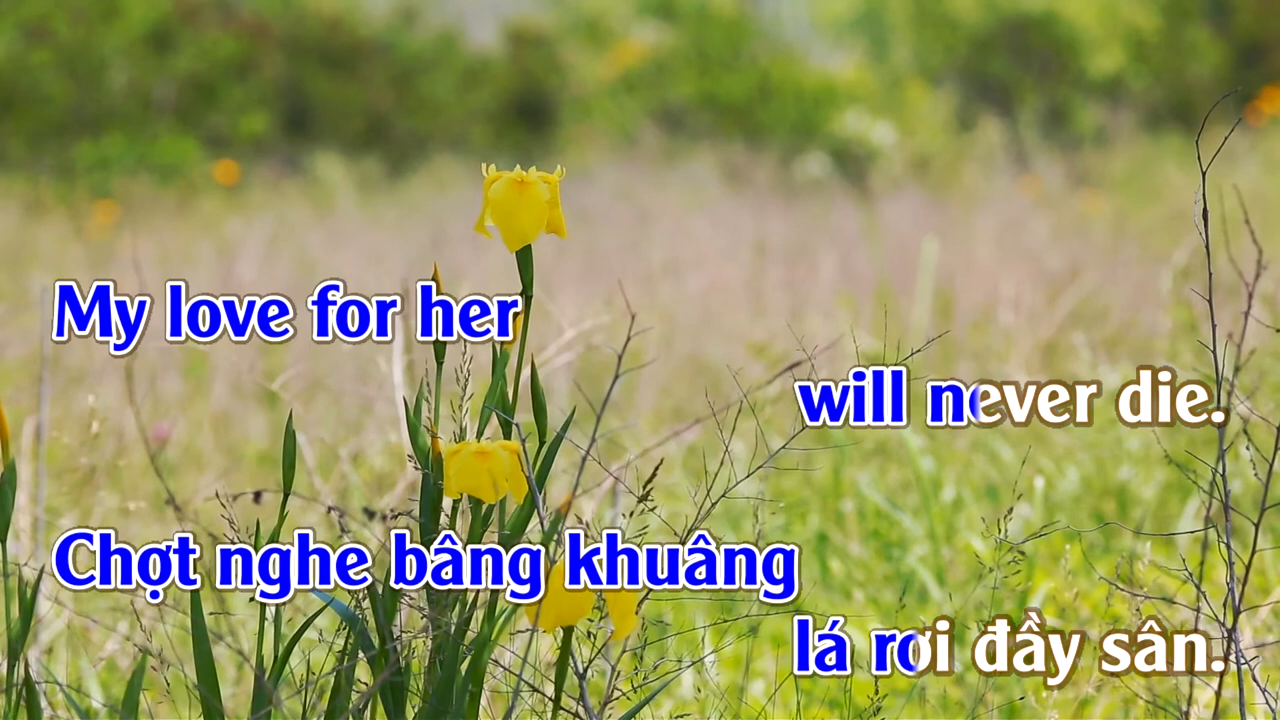 My love for her
will never die.
Chợt nghe bâng khuâng
lá rơi đầy sân.